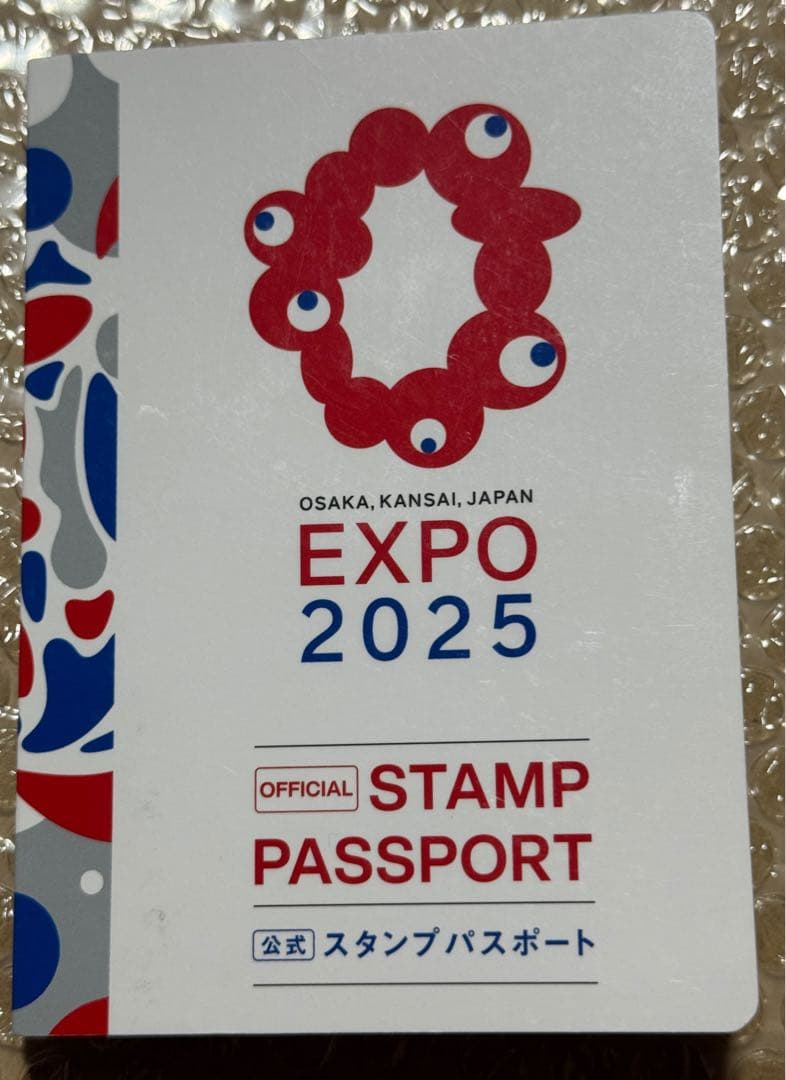 OSAKA, KANSAI, JAPAN
EXPO
2025
OFFICIAL STAMP
PASSPORT
公式 スタンプパスポート